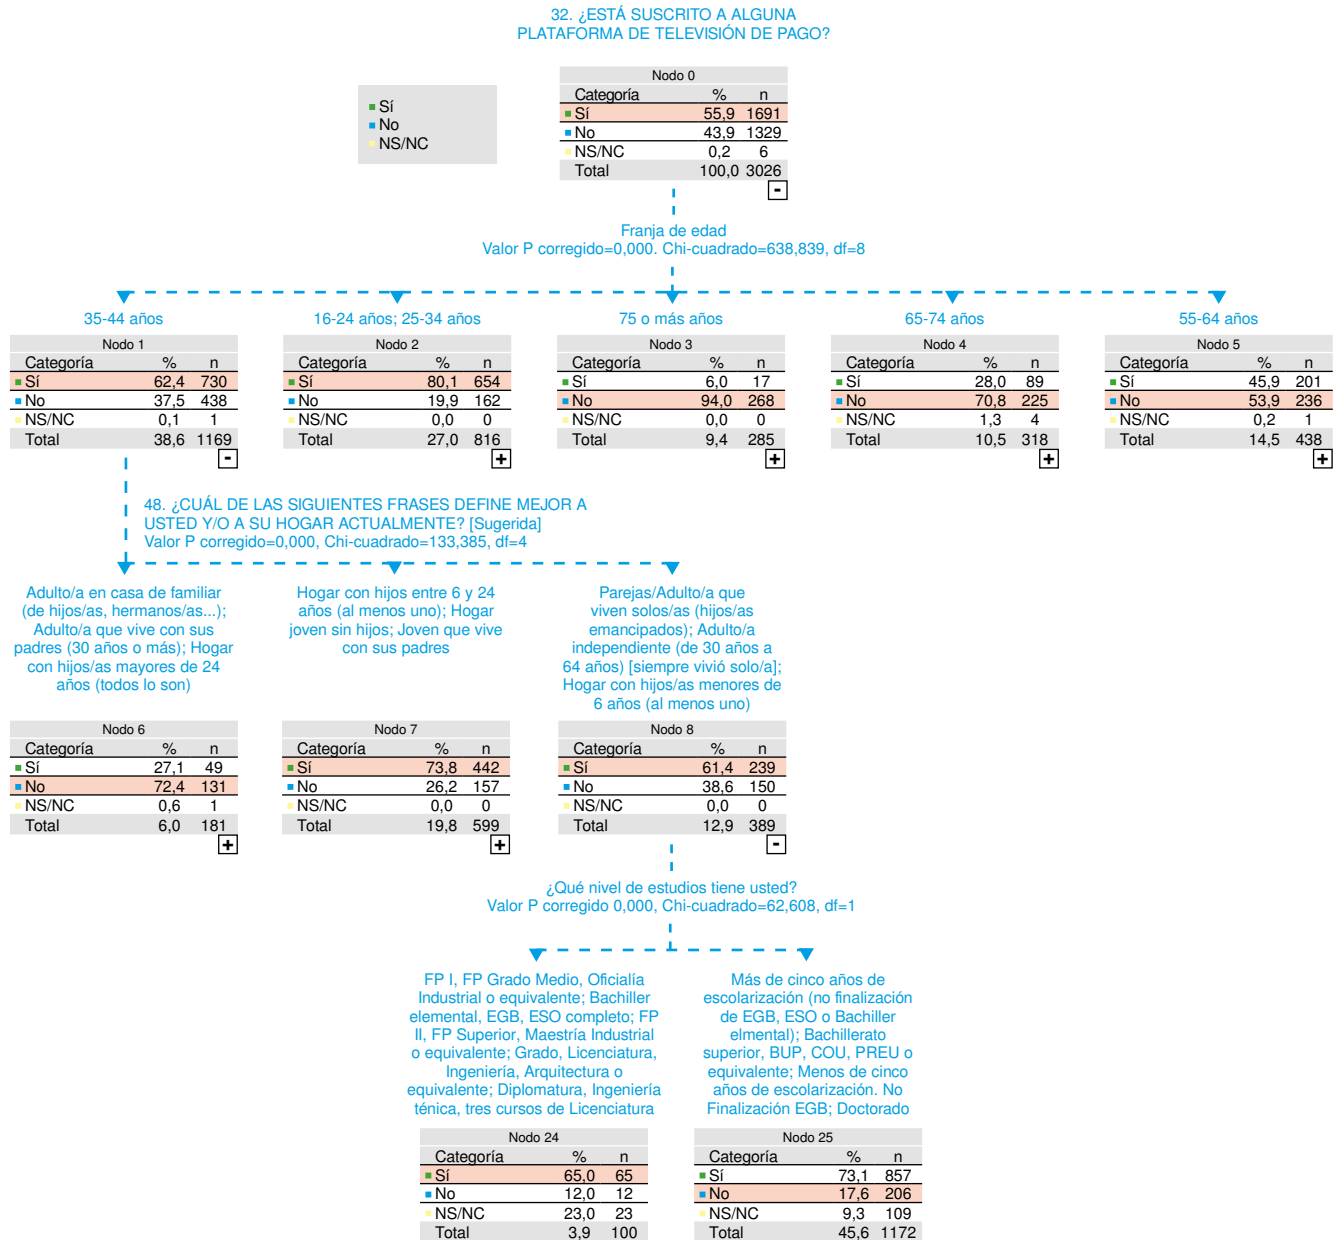 32. ¿ESTÁ SUSCRITO A ALGUNA
PLATAFORMA DE TELEVISIÓN DE PAGO?
Sí
No
NS/NC
Nodo 0
Categoría % n
Sí 55,9 1691
No 43,9 1329
NS/NC 0,2 6
Total 100,0 3026
-
Franja de edad
Valor P corregido=0,000. Chi-cuadrado=638,839, df=8
35-44 años
Nodo 1
Categoría % n
Sí 62,4 730
No 37,5 438
NS/NC 0,1 1
Total 38,6 1169
-
16-24 años; 25-34 años
Nodo 2
Categoría % n
Sí 80,1 654
No 19,9 162
NS/NC 0,0 0
Total 27,0 816
+
75 o más años
Nodo 3
Categoría % n
Sí 6,0 17
No 94,0 268
NS/NC 0,0 0
Total 9,4 285
+
65-74 años
Nodo 4
Categoría % n
Sí 28,0 89
No 70,8 225
NS/NC 1,3 4
Total 10,5 318
+
55-64 años
Nodo 5
Categoría % n
Sí 45,9 201
No 53,9 236
NS/NC 0,2 1
Total 14,5 438
+
48. ¿CUÁL DE LAS SIGUIENTES FRASES DEFINE MEJOR A
USTED Y/O A SU HOGAR ACTUALMENTE? [Sugerida]
Valor P corregido=0,000, Chi-cuadrado=133,385, df=4
Adulto/a en casa de familiar
(de hijos/as, hermanos/as...);
Adulto/a que vive con sus
padres (30 años o más); Hogar
con hijos/as mayores de 24
años (todos lo son)
Nodo 6
Categoría % n
Sí 27,1 49
No 72,4 131
NS/NC 0,6 1
Total 6,0 181
+
Hogar con hijos entre 6 y 24
años (al menos uno); Hogar
joven sin hijos; Joven que vive
con sus padres
Nodo 7
Categoría % n
Sí 73,8 442
No 26,2 157
NS/NC 0,0 0
Total 19,8 599
+
Parejas/Adulto/a que
viven solos/as (hijos/as
emancipados); Adulto/a
independiente (de 30 años a
64 años) [siempre vivió solo/a];
Hogar con hijos/as menores de
6 años (al menos uno)
Nodo 8
Categoría % n
Sí 61,4 239
No 38,6 150
NS/NC 0,0 0
Total 12,9 389
-
¿Qué nivel de estudios tiene usted?
Valor P corregido 0,000, Chi-cuadrado=62,608, df=1
FP I, FP Grado Medio, Oficialía
Industrial o equivalente; Bachiller
elemental, EGB, ESO completo; FP
II, FP Superior, Maestría Industrial
o equivalente; Grado, Licenciatura,
Ingeniería, Arquitectura o
equivalente; Diplomatura, Ingeniería
ténica, tres cursos de Licenciatura
Nodo 24
Categoría % n
Sí 65,0 65
No 12,0 12
NS/NC 23,0 23
Total 3,9 100
Más de cinco años de
escolarización (no finalización
de EGB, ESO o Bachiller
elmental); Bachillerato
superior, BUP, COU, PREU o
equivalente; Menos de cinco
años de escolarización. No
Finalización EGB; Doctorado
Nodo 25
Categoría % n
Sí 73,1 857
No 17,6 206
NS/NC 9,3 109
Total 45,6 1172